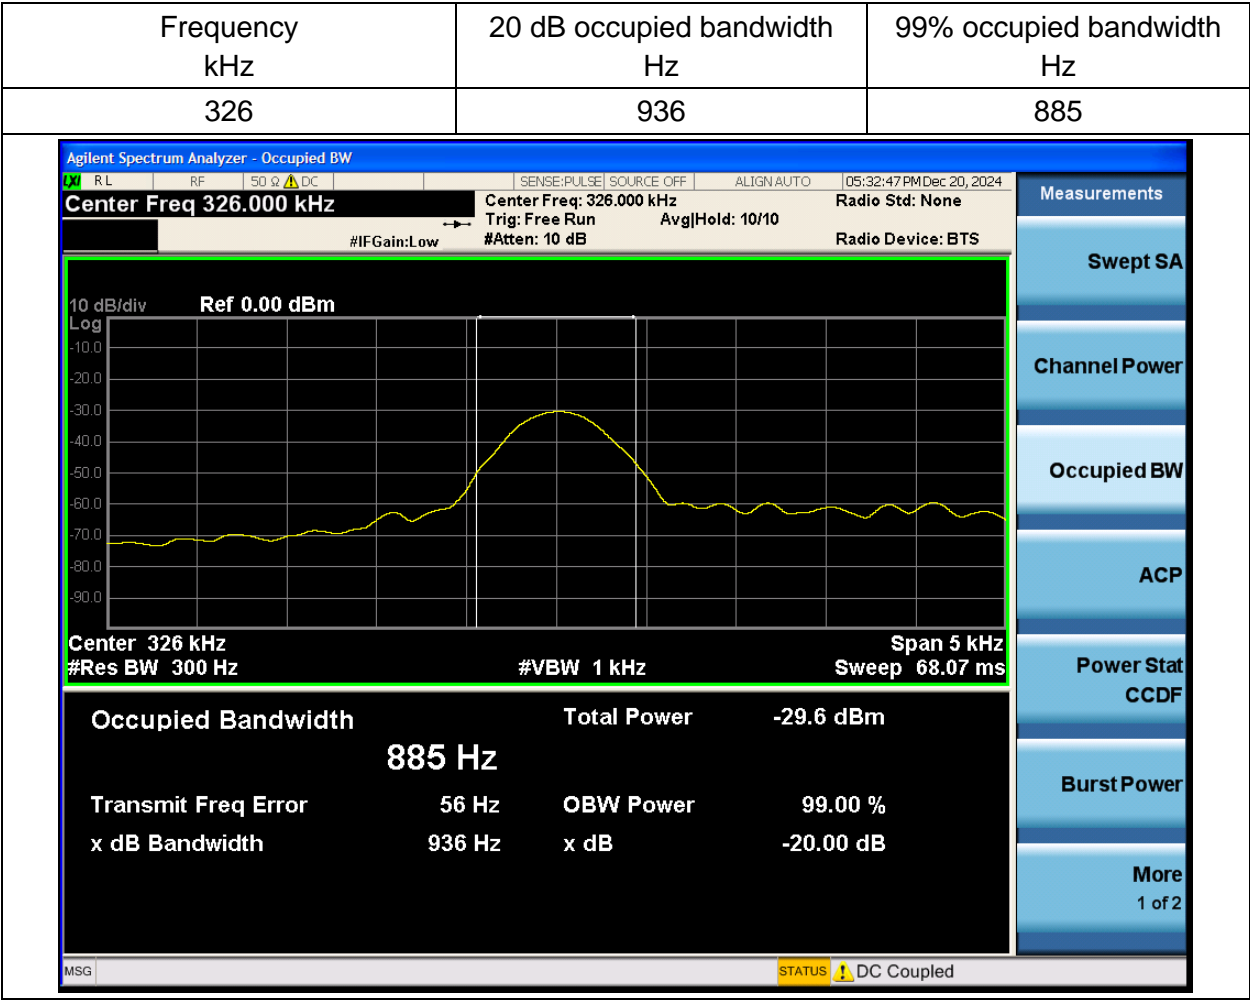 Frequency
kHz
20 dB occupied bandwidth
Hz
99% occupied bandwidth
Hz
326
936
885
Agilent Spectrum Analyzer - Occupied BW
LXI RL RF 50 Ω DC SENSE:PULSE SOURCE OFF ALIGN AUTO 05:32:47 PM Dec 20, 2024
Center Freq 326.000 kHz
Center Freq: 326.000 kHz
Radio Std: None
Trig: Free Run
Avg|Hold: 10/10
#IFGain:Low
#Atten: 10 dB
Radio Device: BTS
10 dB/div
Ref 0.00 dBm
Log
-10.0
-20.0
-30.0
-40.0
-50.0
-60.0
-70.0
-80.0
-90.0
Center 326 kHz
Span 5 kHz
#Res BW 300 Hz
#VBW 1 kHz
Sweep 68.07 ms
Occupied Bandwidth
Total Power -29.6 dBm
885 Hz
Transmit Freq Error 56 Hz
OBW Power 99.00 %
x dB Bandwidth 936 Hz
x dB -20.00 dB
Measurements
Swept SA
Channel Power
Occupied BW
ACP
Power Stat
CCDF
Burst Power
More
1 of 2
MSG
STATUS
DC Coupled